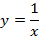 y = 1/x